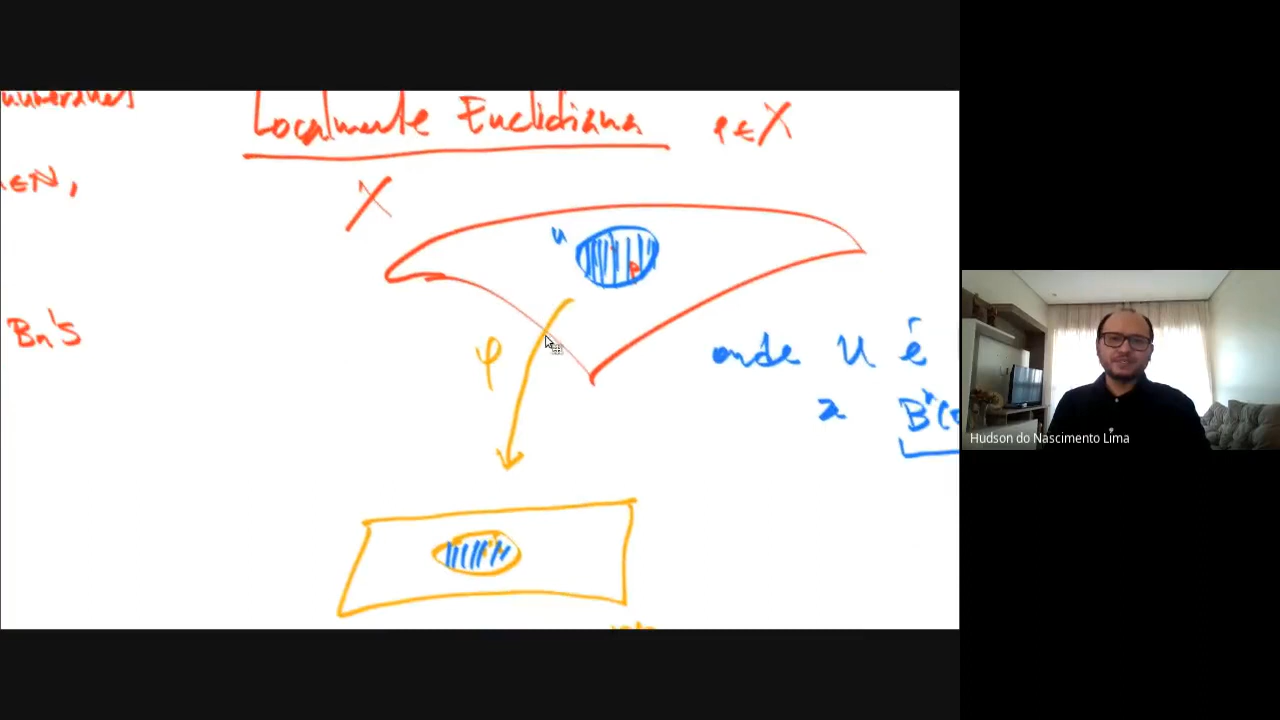 Localmente Euclidiana p∈X
∈N,
X
u
p
Bn's
φ
onde U é
a
Hudson do Nascimento Lima